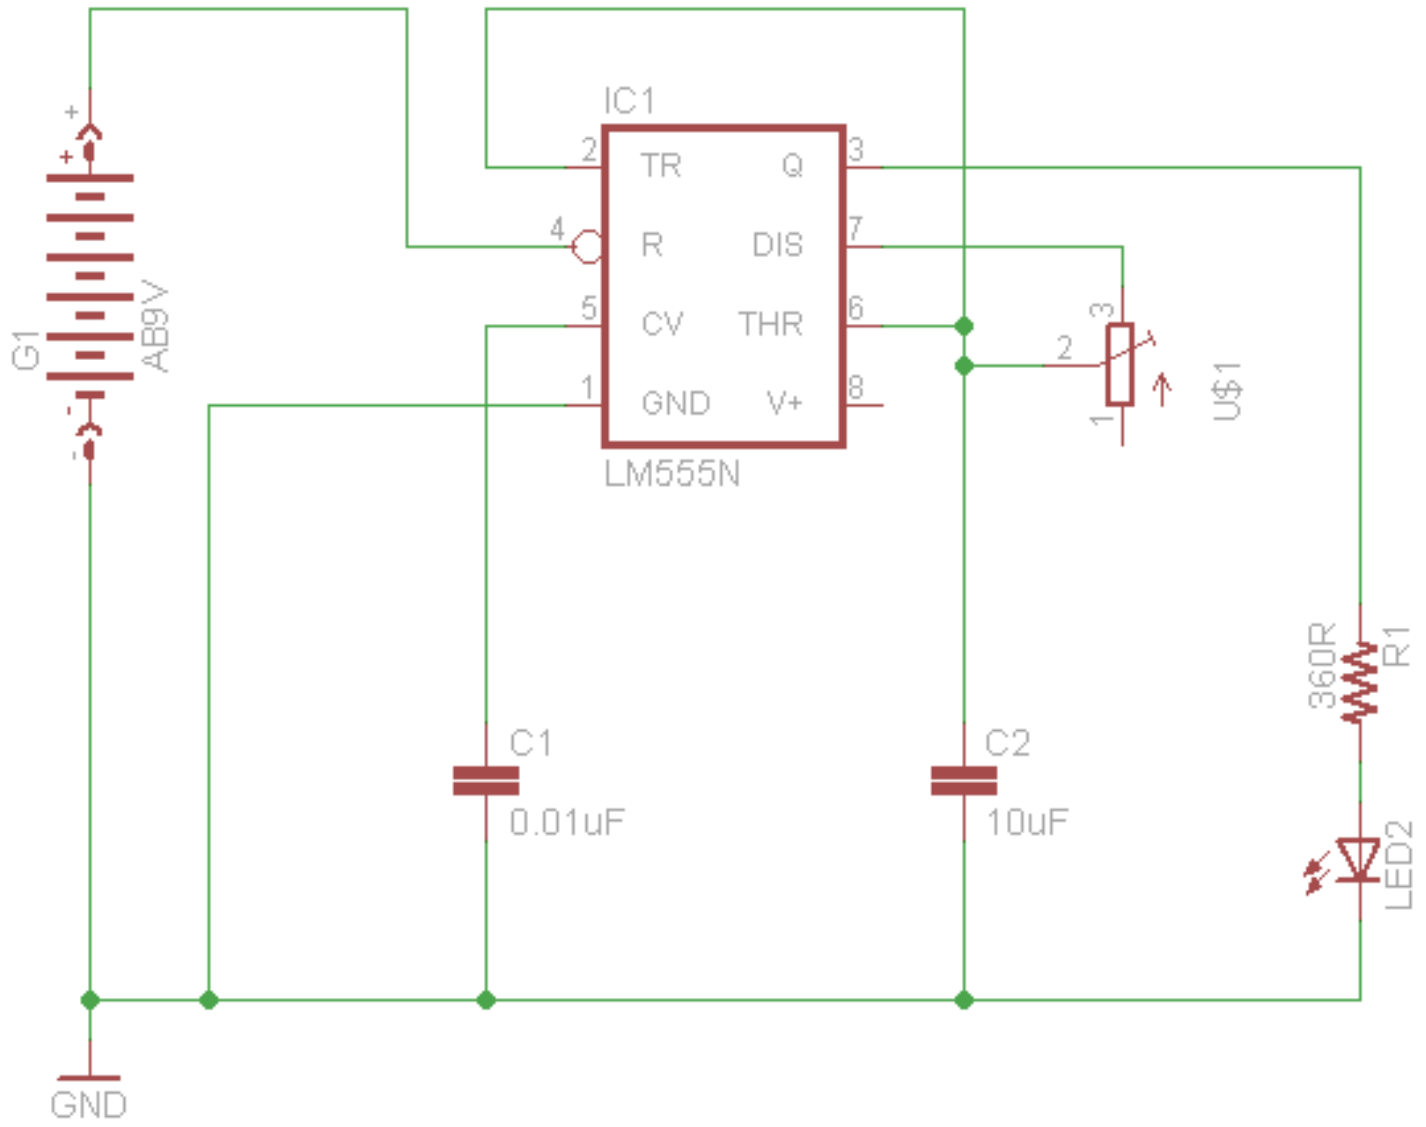 IC1
2 TR Q 3
4 R DIS 7
5 CV THR 6
1 GND V+ 8
LM555N
+
+
G1
AB9V
-
-
3
2
1
U$1
360R
R1
C1
0.01uF
C2
10uF
LED2
GND